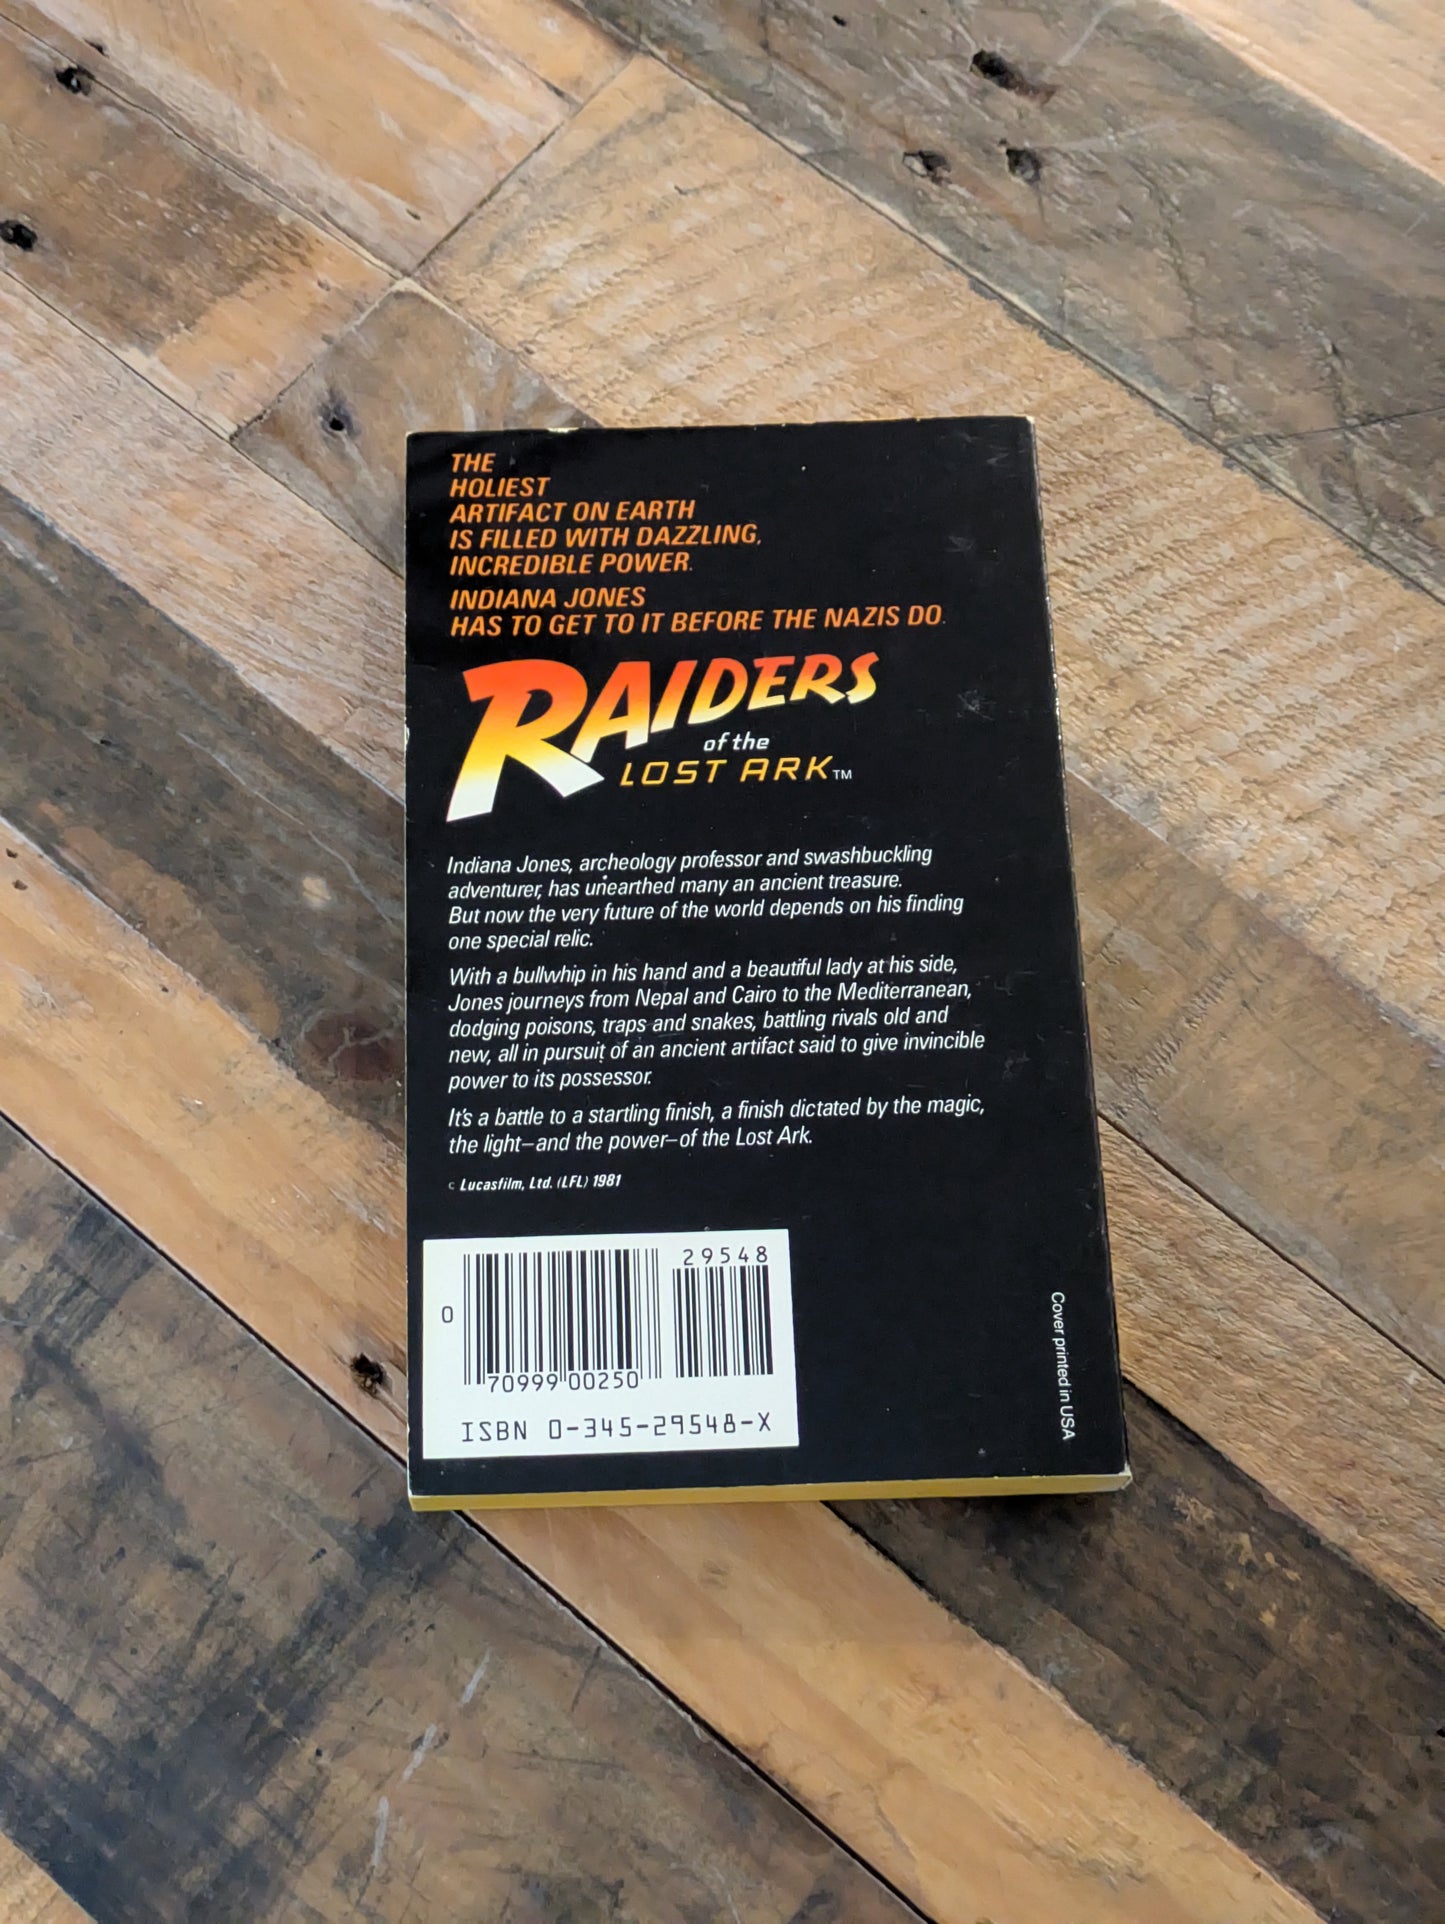 THE
HOLIEST
ARTIFACT ON EARTH
IS FILLED WITH DAZZLING,
INCREDIBLE POWER.
INDIANA JONES
HAS TO GET TO IT BEFORE THE NAZIS DO.
RAIDERS
of the
LOST ARK™
Indiana Jones, archeology professor and swashbuckling
adventurer, has unearthed many an ancient treasure.
But now the very future of the world depends on his finding
one special relic.
With a bullwhip in his hand and a beautiful lady at his side,
Jones journeys from Nepal and Cairo to the Mediterranean,
dodging poisons, traps and snakes, battling rivals old and
new, all in pursuit of an ancient artifact said to give invincible
power to its possessor.
It's a battle to a startling finish, a finish dictated by the magic,
the light—and the power—of the Lost Ark.
c Lucasfilm, Ltd. (LFL) 1981
29548
0
70999 00250
ISBN 0-345-29548-X
Cover printed in USA